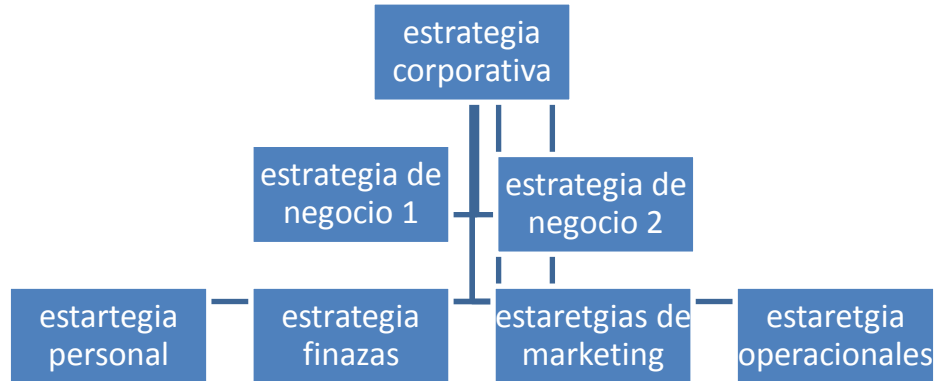 estrategia
corporativa
estrategia de
negocio 1
estrategia de
negocio 2
estartegia
personal
estrategia
finazas
estaretgias de
marketing
estaretgia
operacionales